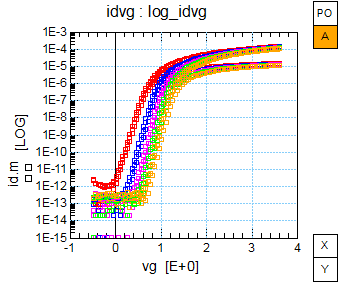 idvg : log_idvg
PO
A
1E-3
1E-4
1E-5
1E-6
1E-7
1E-8
1E-9
1E-10
1E-11
1E-12
1E-13
1E-14
1E-15
id.m [LOG]
-1 0 1 2 3 4
vg [E+0]
X
Y